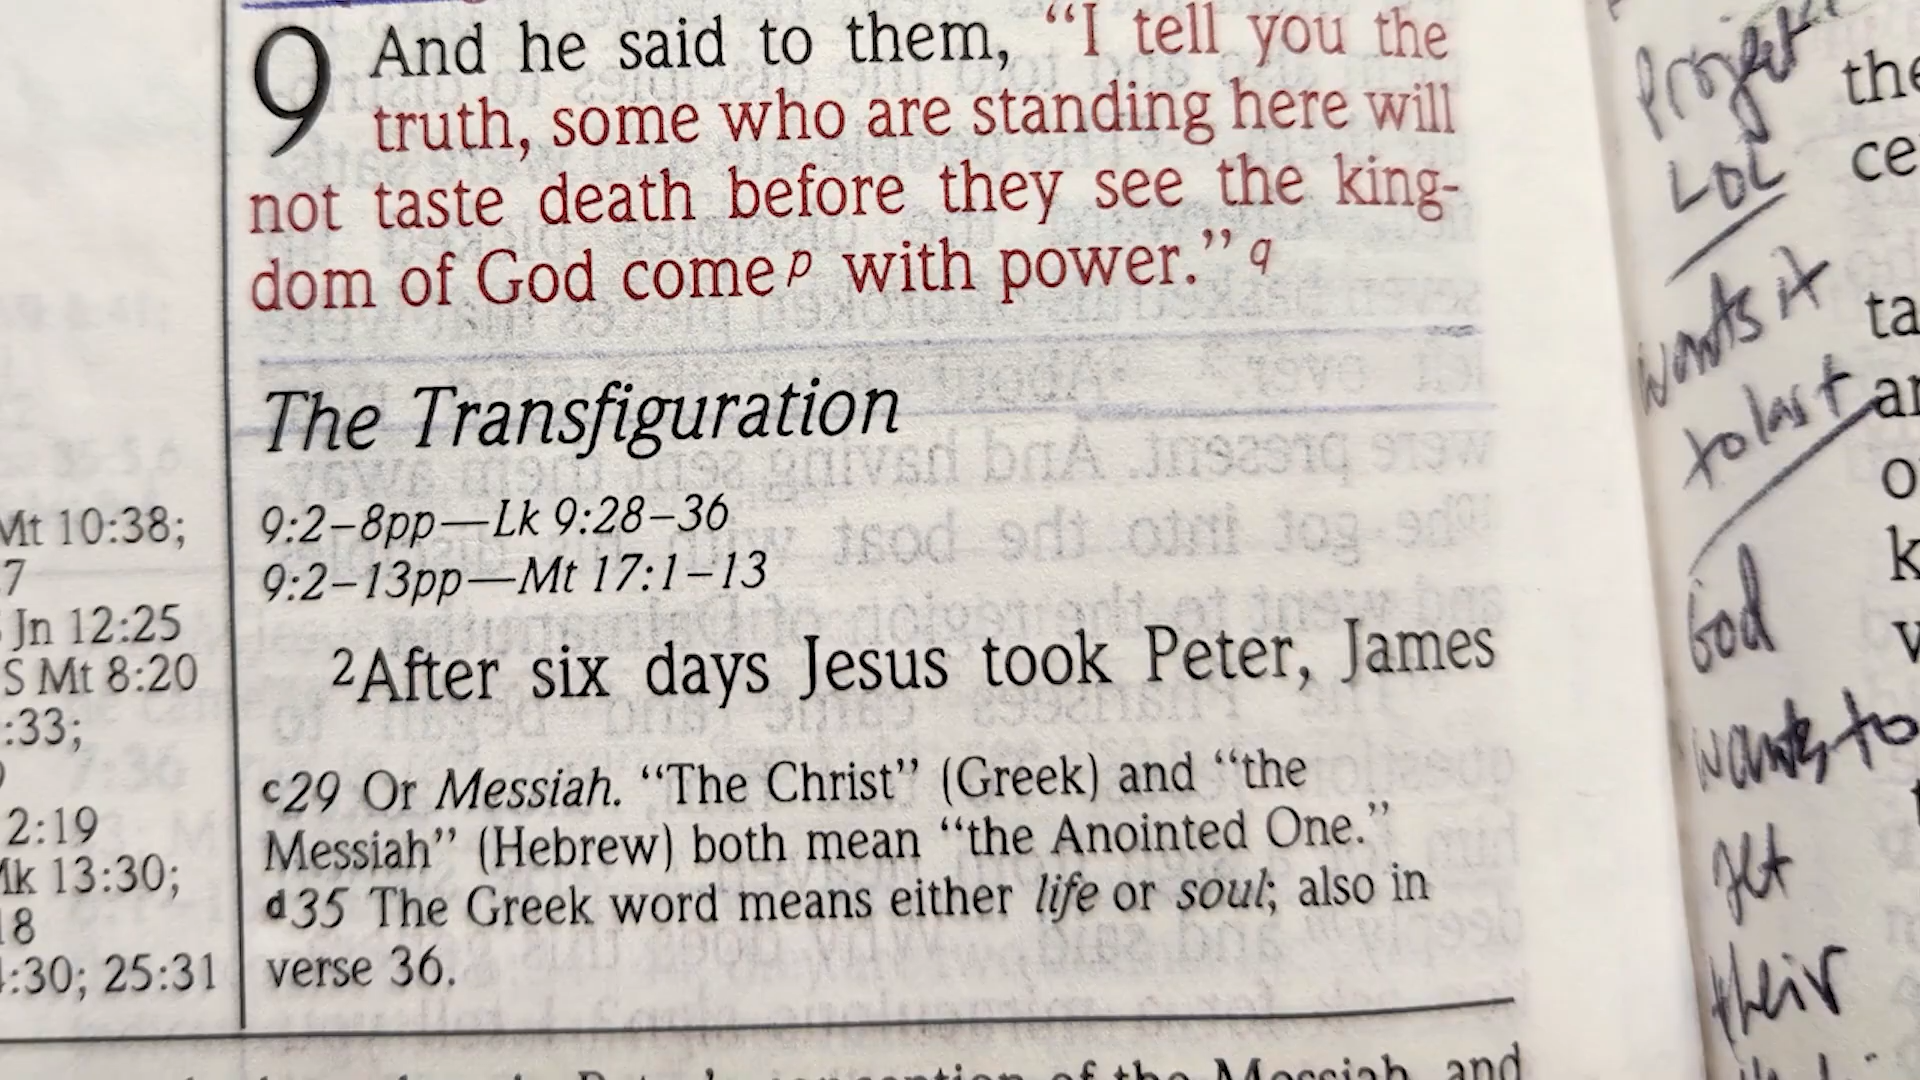 Mt 10:38;
7
Jn 12:25
S Mt 8:20
:33;
2:19
Mk 13:30;
18
:30; 25:31
9 And he said to them, “I tell you the
truth, some who are standing here will
not taste death before they see the king-
dom of God come p with power.” q
The Transfiguration
9:2–8pp—Lk 9:28–36
9:2–13pp—Mt 17:1–13
2After six days Jesus took Peter, James
c29 Or Messiah. “The Christ” (Greek) and “the
Messiah” (Hebrew) both mean “the Anointed One.”
d35 The Greek word means either life or soul; also in
verse 36.
of the Messiah, and
Project
LOL
wants it
to last
God
wants to
get
their
the
ce
ta
ar
o
k
v